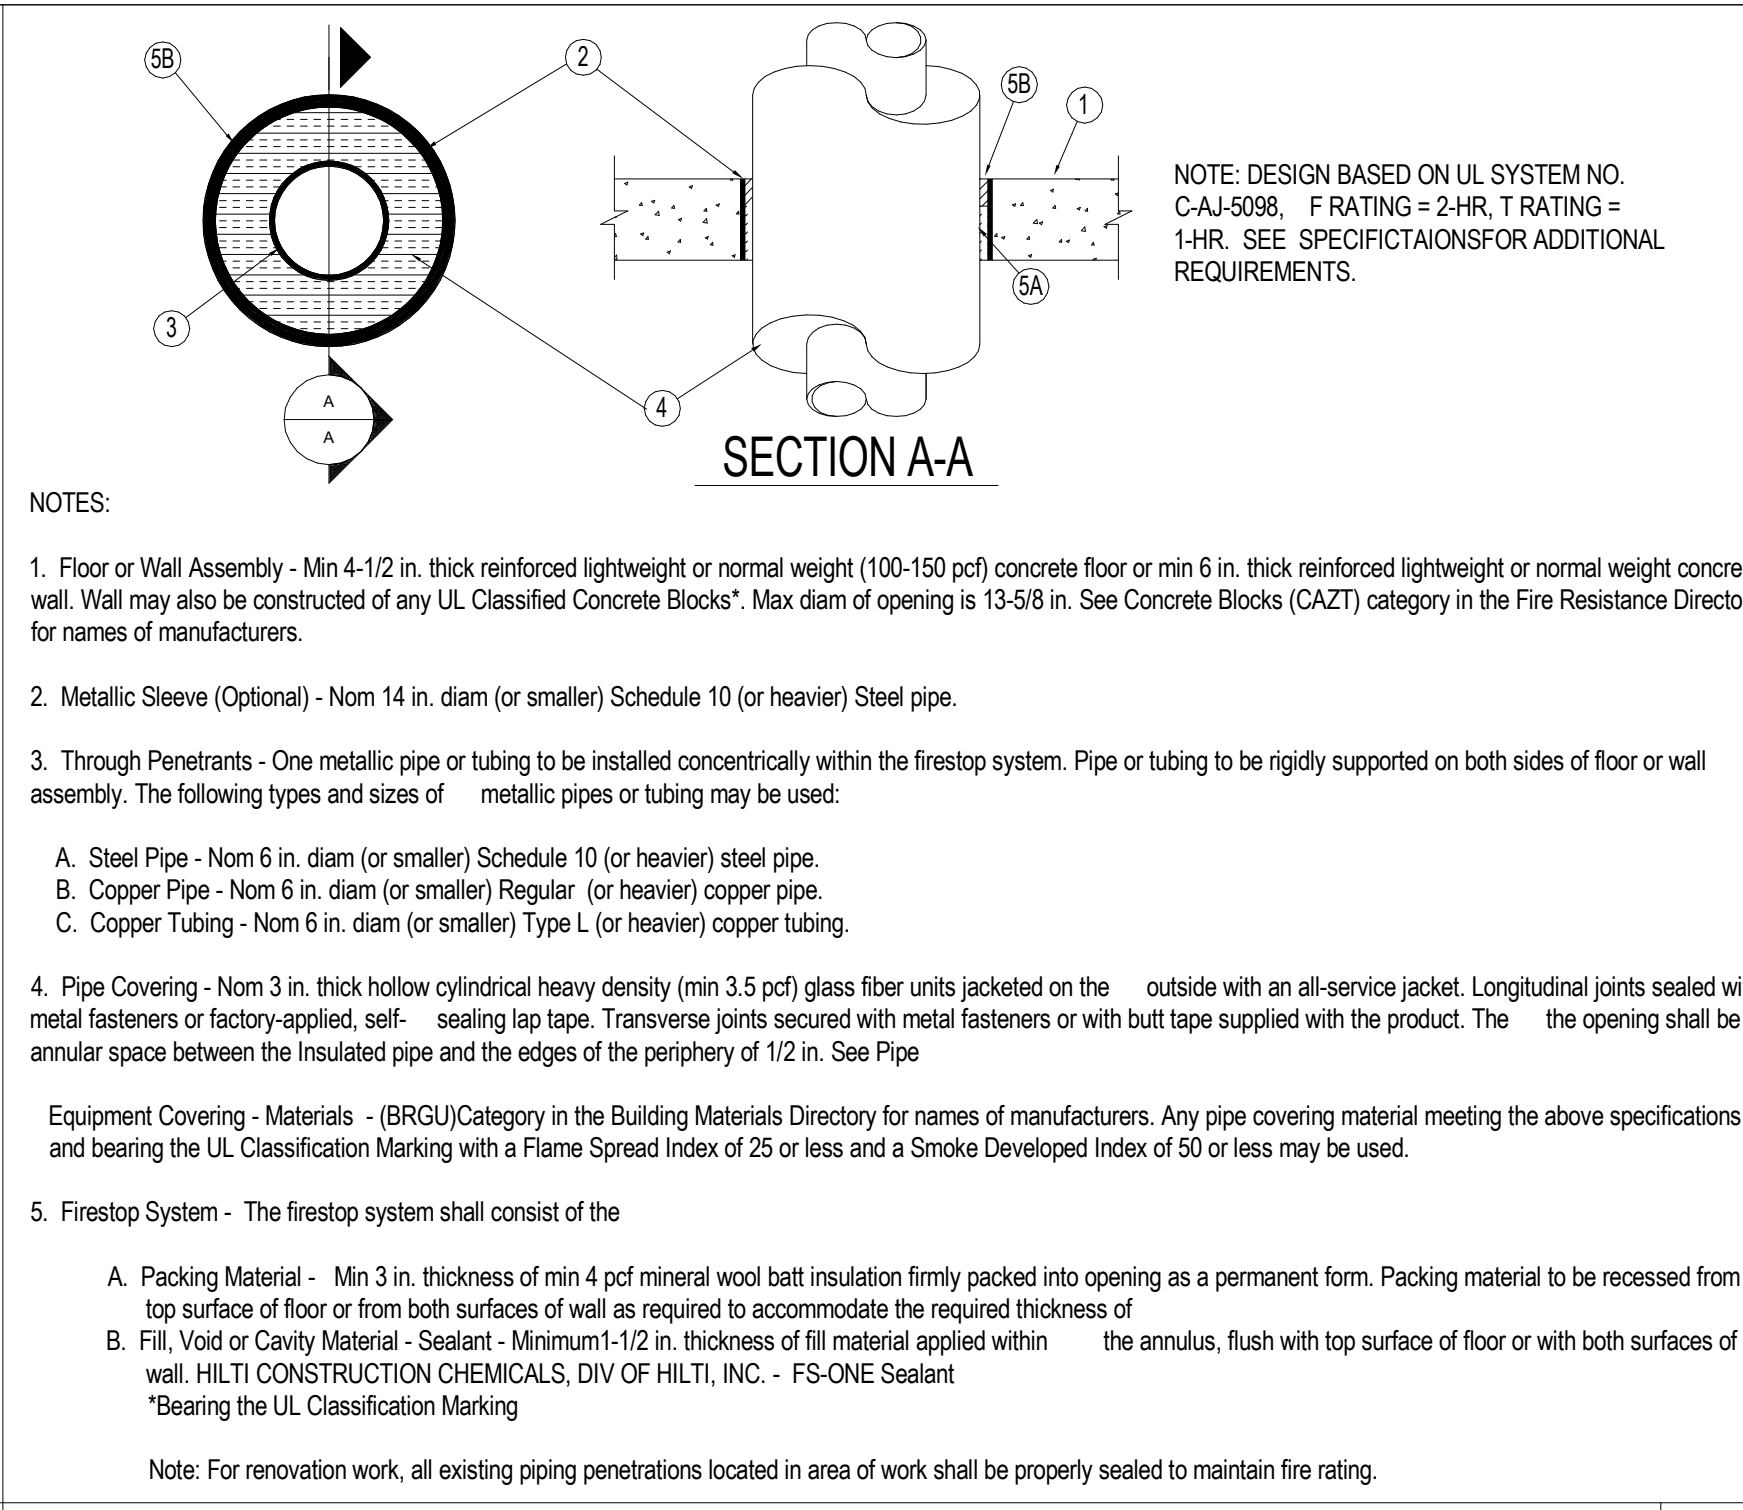 5B
2
5B
1
NOTE: DESIGN BASED ON UL SYSTEM NO.
C-AJ-5098, F RATING = 2-HR, T RATING =
1-HR. SEE SPECIFICTAIONSFOR ADDITIONAL
REQUIREMENTS.
5A
3
A
A
4
SECTION A-A
NOTES:
1. Floor or Wall Assembly - Min 4-1/2 in. thick reinforced lightweight or normal weight (100-150 pcf) concrete floor or min 6 in. thick reinforced lightweight or normal weight concre
wall. Wall may also be constructed of any UL Classified Concrete Blocks*. Max diam of opening is 13-5/8 in. See Concrete Blocks (CAZT) category in the Fire Resistance Directo
for names of manufacturers.
2. Metallic Sleeve (Optional) - Nom 14 in. diam (or smaller) Schedule 10 (or heavier) Steel pipe.
3. Through Penetrants - One metallic pipe or tubing to be installed concentrically within the firestop system. Pipe or tubing to be rigidly supported on both sides of floor or wall
assembly. The following types and sizes of metallic pipes or tubing may be used:
A. Steel Pipe - Nom 6 in. diam (or smaller) Schedule 10 (or heavier) steel pipe.
B. Copper Pipe - Nom 6 in. diam (or smaller) Regular (or heavier) copper pipe.
C. Copper Tubing - Nom 6 in. diam (or smaller) Type L (or heavier) copper tubing.
4. Pipe Covering - Nom 3 in. thick hollow cylindrical heavy density (min 3.5 pcf) glass fiber units jacketed on the outside with an all-service jacket. Longitudinal joints sealed wi
metal fasteners or factory-applied, self- sealing lap tape. Transverse joints secured with metal fasteners or with butt tape supplied with the product. The the opening shall be
annular space between the Insulated pipe and the edges of the periphery of 1/2 in. See Pipe
Equipment Covering - Materials - (BRGU)Category in the Building Materials Directory for names of manufacturers. Any pipe covering material meeting the above specifications
and bearing the UL Classification Marking with a Flame Spread Index of 25 or less and a Smoke Developed Index of 50 or less may be used.
5. Firestop System - The firestop system shall consist of the
A. Packing Material - Min 3 in. thickness of min 4 pcf mineral wool batt insulation firmly packed into opening as a permanent form. Packing material to be recessed from
top surface of floor or from both surfaces of wall as required to accommodate the required thickness of
B. Fill, Void or Cavity Material - Sealant - Minimum1-1/2 in. thickness of fill material applied within the annulus, flush with top surface of floor or with both surfaces of
wall. HILTI CONSTRUCTION CHEMICALS, DIV OF HILTI, INC. - FS-ONE Sealant
*Bearing the UL Classification Marking
Note: For renovation work, all existing piping penetrations located in area of work shall be properly sealed to maintain fire rating.